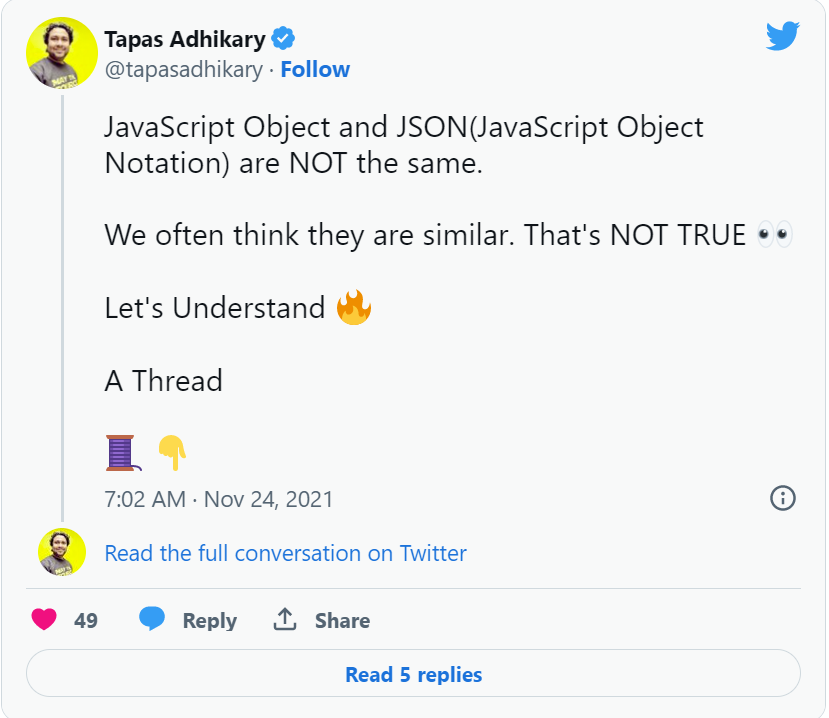 Tapas Adhikary
@tapasadhikary · Follow
JavaScript Object and JSON(JavaScript Object
Notation) are NOT the same.
We often think they are similar. That's NOT TRUE 👀
Let's Understand 🔥
A Thread
🧵 👇
7:02 AM · Nov 24, 2021
Read the full conversation on Twitter
49 Reply Share
Read 5 replies